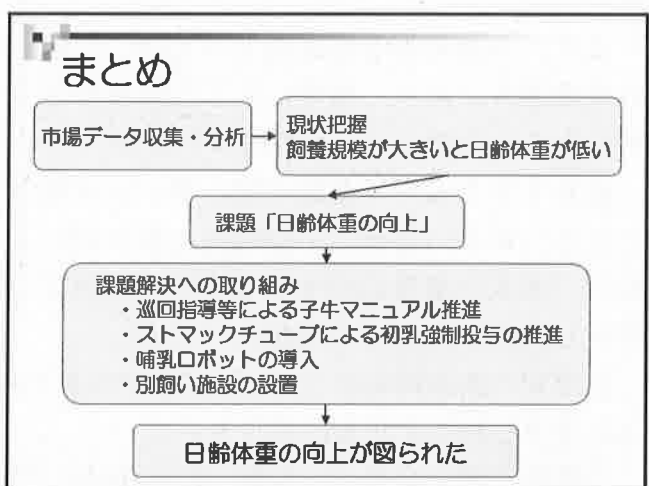 まとめ
市場データ収集・分析
現状把握
飼養規模が大きいと日齢体重が低い
課題「日齢体重の向上」
課題解決への取り組み
・巡回指導等による子牛マニュアル推進
・ストマックチューブによる初乳強制投与の推進
・哺乳ロボットの導入
・別飼い施設の設置
日齢体重の向上が図られた